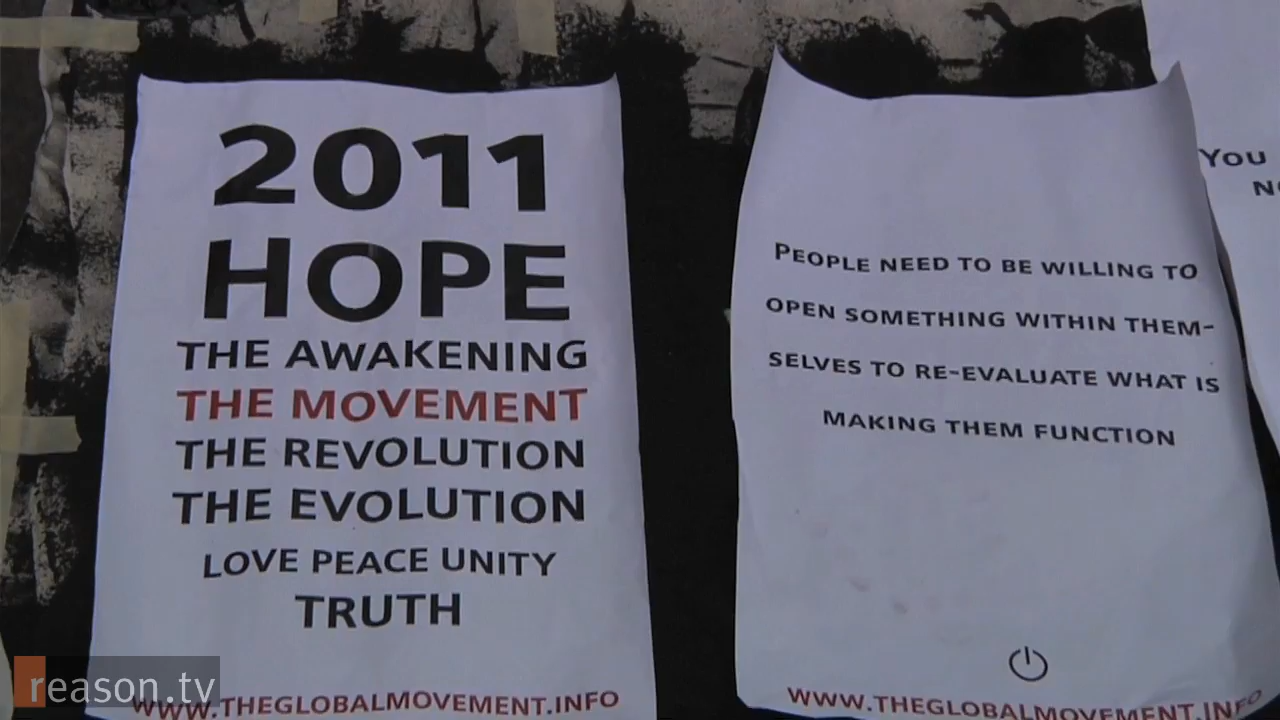 2011
HOPE
THE AWAKENING
THE MOVEMENT
THE REVOLUTION
THE EVOLUTION
LOVE PEACE UNITY
TRUTH
WWW.THEGLOBALMOVEMENT.INFO
PEOPLE NEED TO BE WILLING TO
OPEN SOMETHING WITHIN THEM-
SELVES TO RE-EVALUATE WHAT IS
MAKING THEM FUNCTION
WWW.THEGLOBALMOVEMENT.INFO
YOU
reason.tv